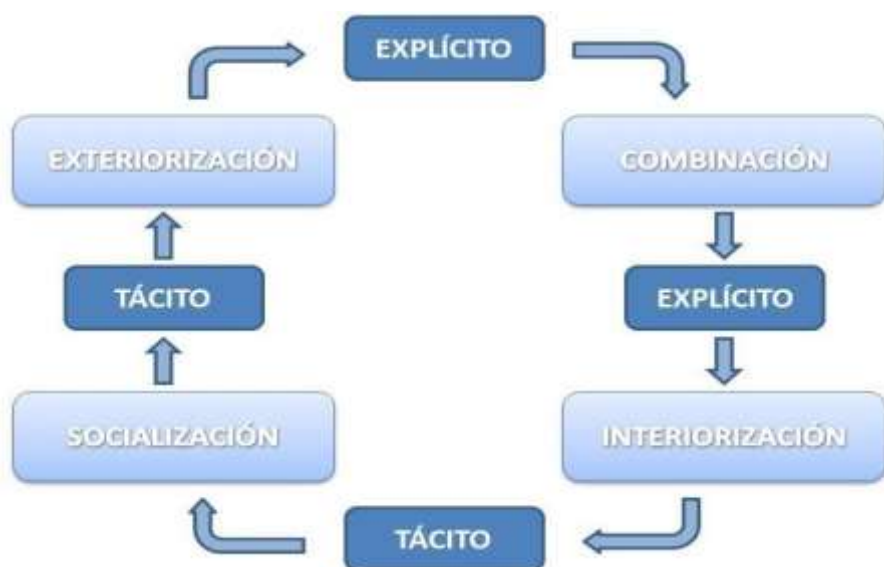 EXPLÍCITO
EXTERIORIZACIÓN
COMBINACIÓN
TÁCITO
EXPLÍCITO
SOCIALIZACIÓN
INTERIORIZACIÓN
TÁCITO